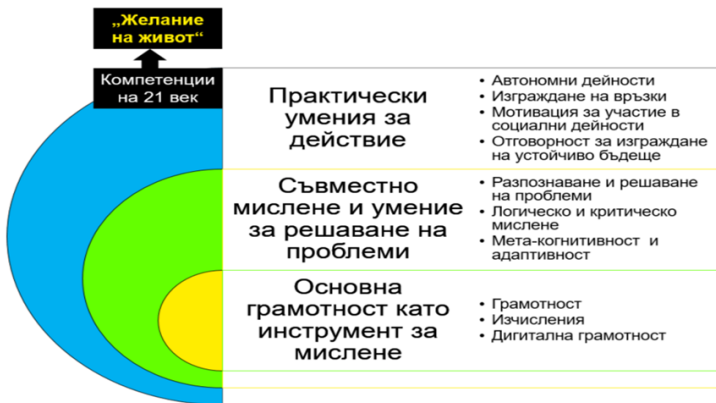 „Желание
на живот“
Компетенции
на 21 век
Практически
умения за
действие
• Автономни дейности
• Изграждане на връзки
• Мотивация за участие в
социални дейности
• Отговорност за изграждане
на устойчиво бъдеще
Съвместно
мислене и умение
за решаване на
проблеми
• Разпознаване и решаване
на проблеми
• Логическо и критическо
мислене
• Мета-когнитивност и
адаптивност
Основна
грамотност като
инструмент за
мислене
• Грамотност
• Изчисления
• Дигитална грамотност